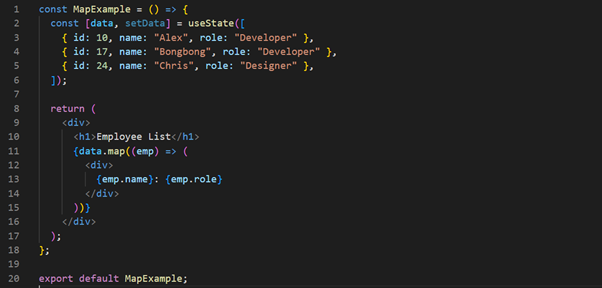 1 const MapExample = () => {
2   const [data, setData] = useState([
3     { id: 10, name: "Alex", role: "Developer" },
4     { id: 17, name: "Bongbong", role: "Developer" },
5     { id: 24, name: "Chris", role: "Designer" },
6   ]);
7
8   return (
9     <div>
10       <h1>Employee List</h1>
11       {data.map((emp) => (
12         <div>
13           {emp.name}: {emp.role}
14         </div>
15       ))}
16     </div>
17   );
18 };
19
20 export default MapExample;